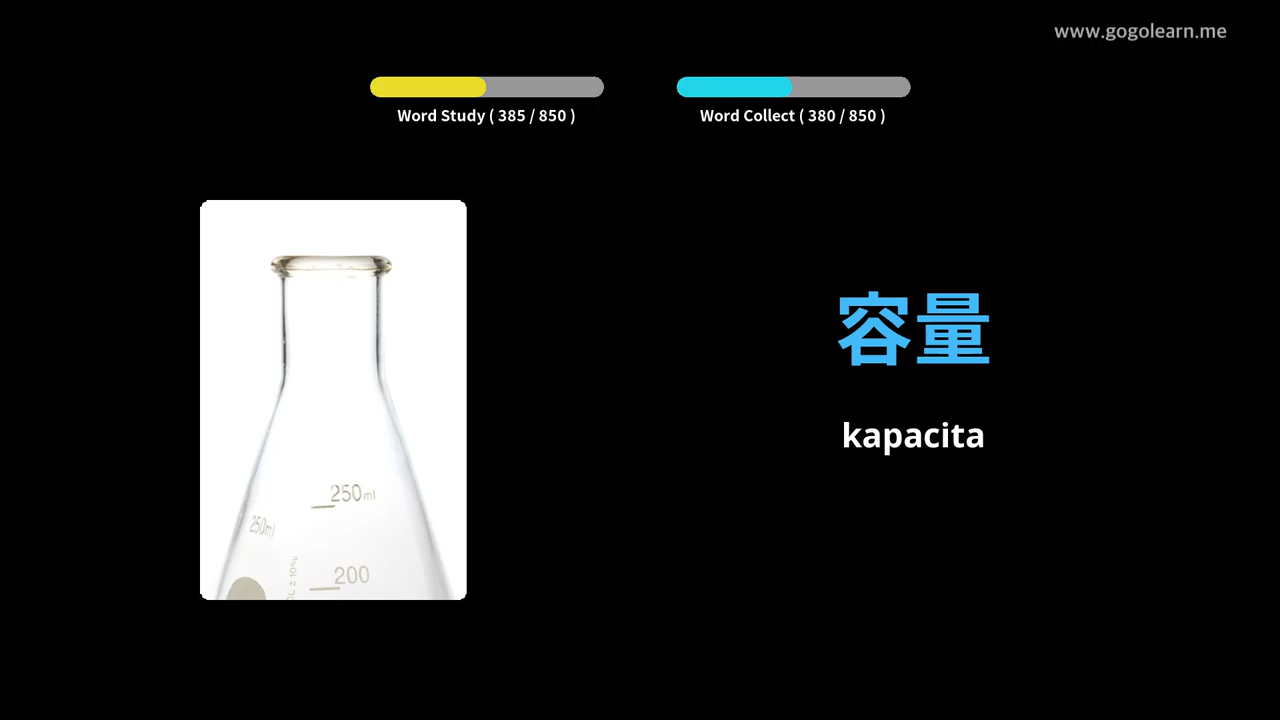 www.gogolearn.me
Word Study ( 385 / 850 )
Word Collect ( 380 / 850 )
容量
kapacita
250ml
250ml
200